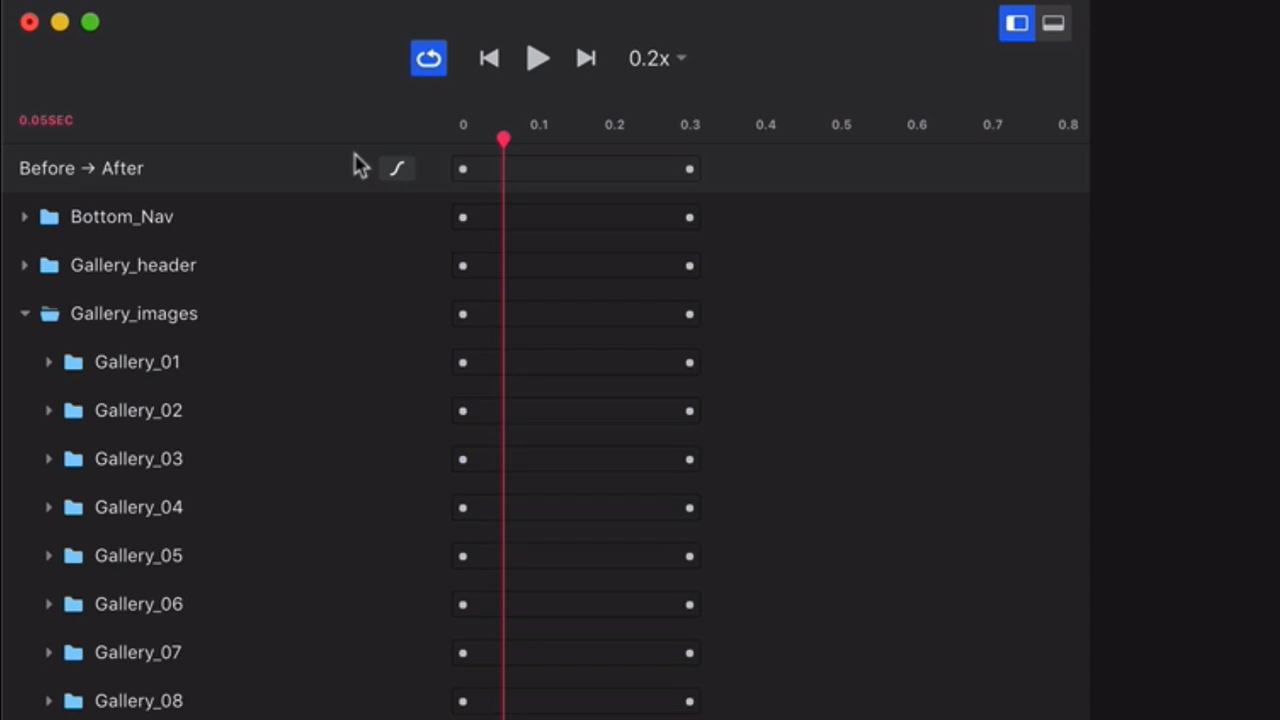 0.2x
0.05SEC
0 0.1 0.2 0.3 0.4 0.5 0.6 0.7 0.8
Before → After
Bottom_Nav
Gallery_header
Gallery_images
Gallery_01
Gallery_02
Gallery_03
Gallery_04
Gallery_05
Gallery_06
Gallery_07
Gallery_08